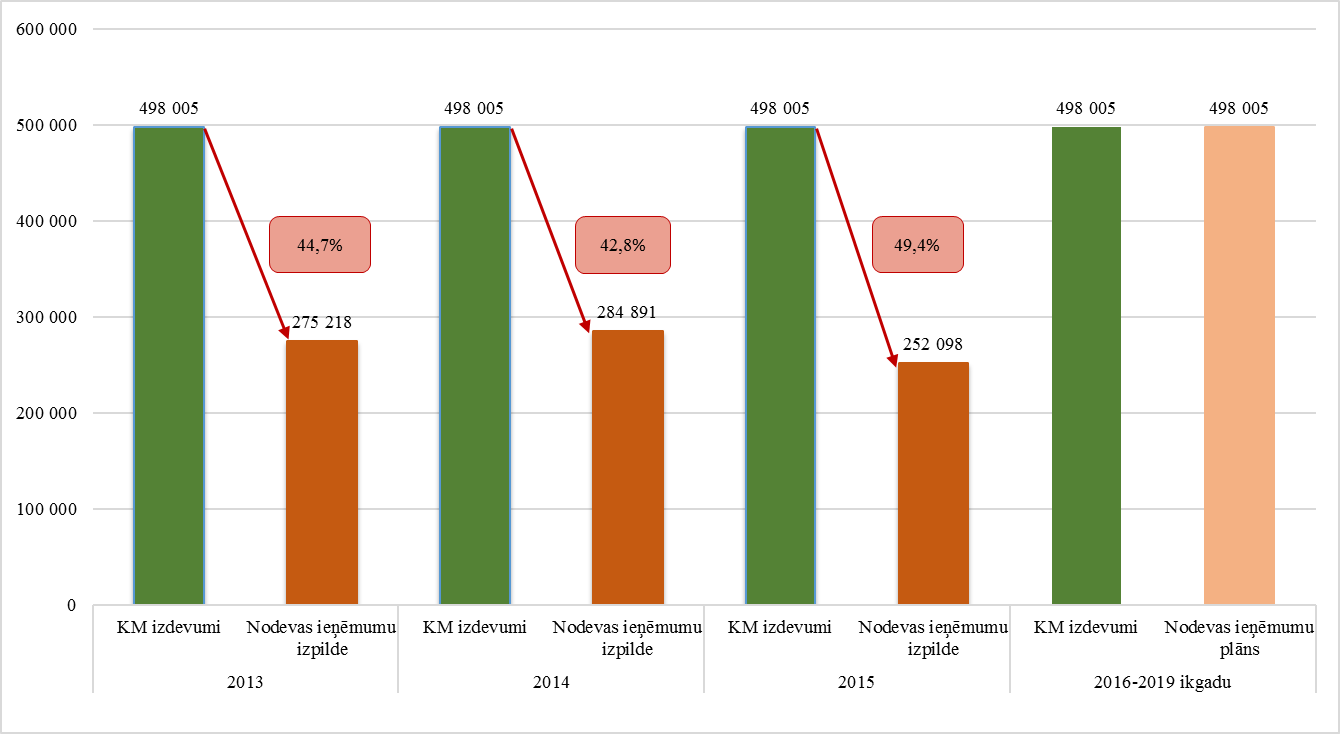 600 000
500 000
400 000
300 000
200 000
100 000
0
498 005
498 005
498 005
498 005
498 005
44,7%
42,8%
49,4%
275 218
284 891
252 098
KM izdevumi
Nodevas ieņēmumu
izpilde
KM izdevumi
Nodevas ieņēmumu
izpilde
KM izdevumi
Nodevas ieņēmumu
izpilde
KM izdevumi
Nodevas ieņēmumu
plāns
2013
2014
2015
2016-2019 ikgadu